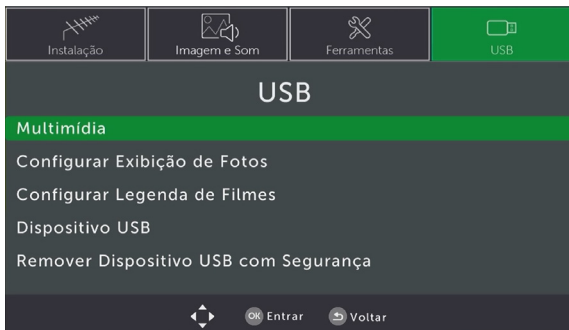 Instalação
Imagem e Som
Ferramentas
USB
USB
Multimídia
Configurar Exibição de Fotos
Configurar Legenda de Filmes
Dispositivo USB
Remover Dispositivo USB com Segurança
OK Entrar Voltar